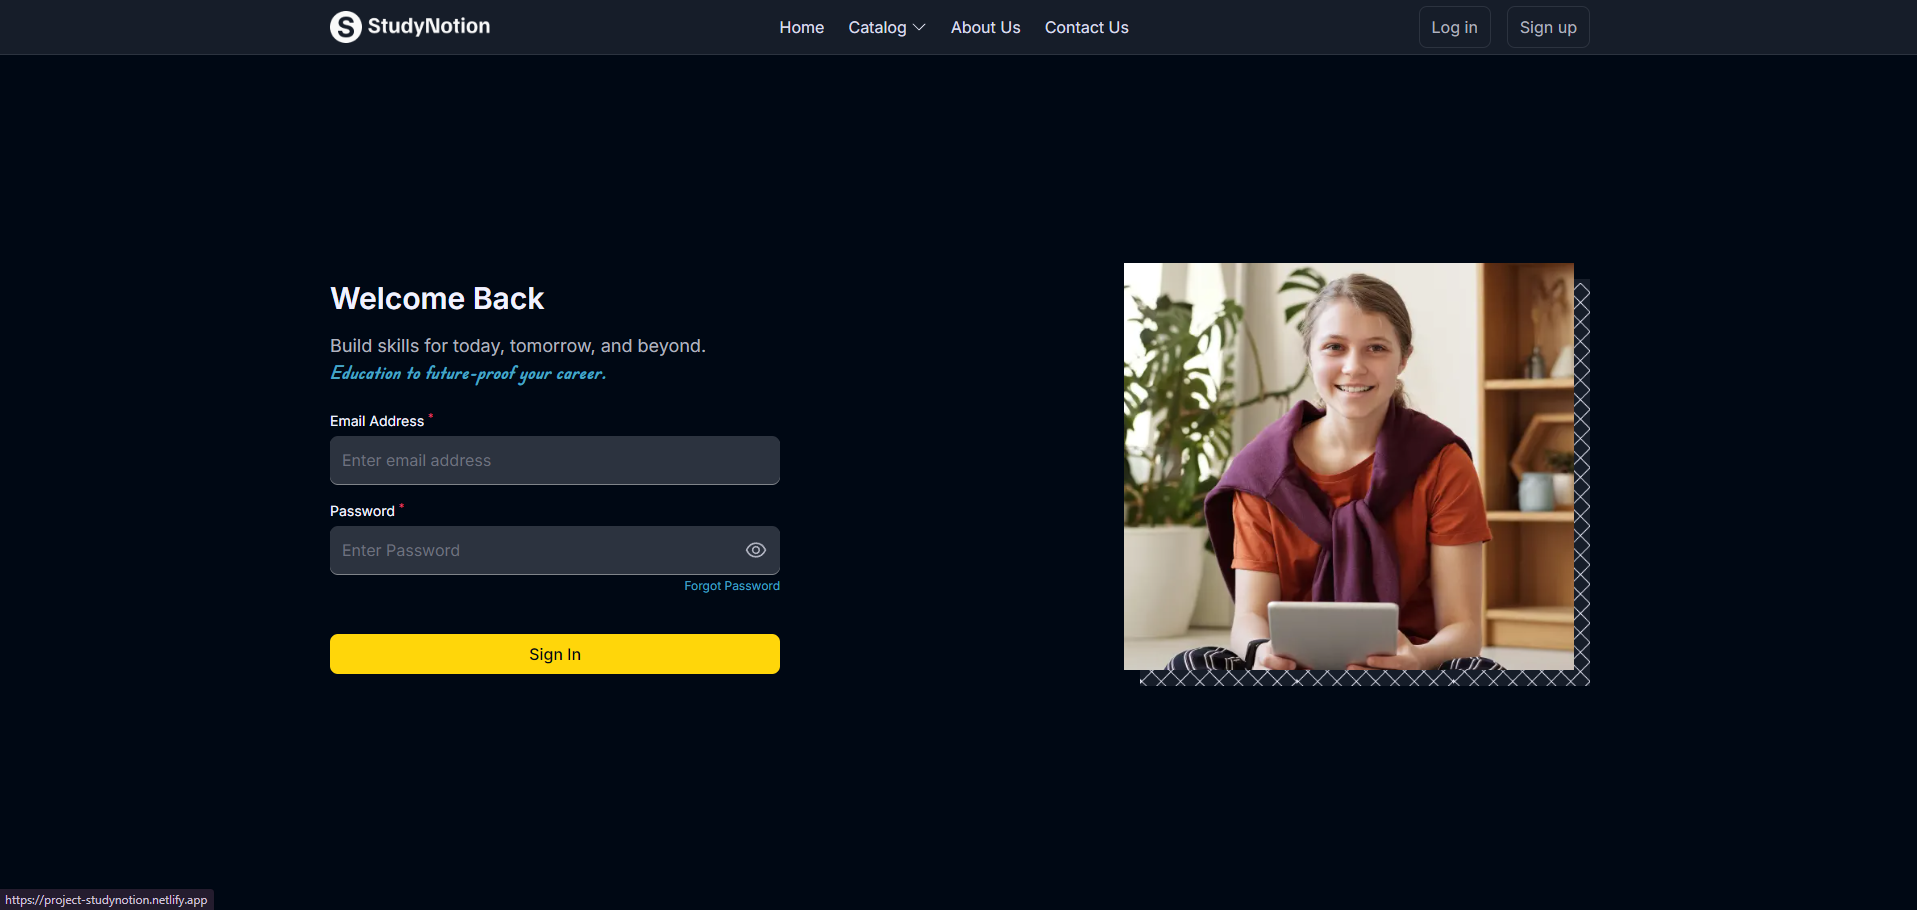 S StudyNotion
Home Catalog About Us Contact Us
Log in Sign up
Welcome Back
Build skills for today, tomorrow, and beyond.
Education to future-proof your career.
Email Address *
Enter email address
Password *
Enter Password
Forgot Password
Sign In
https://project-studynotion.netlify.app